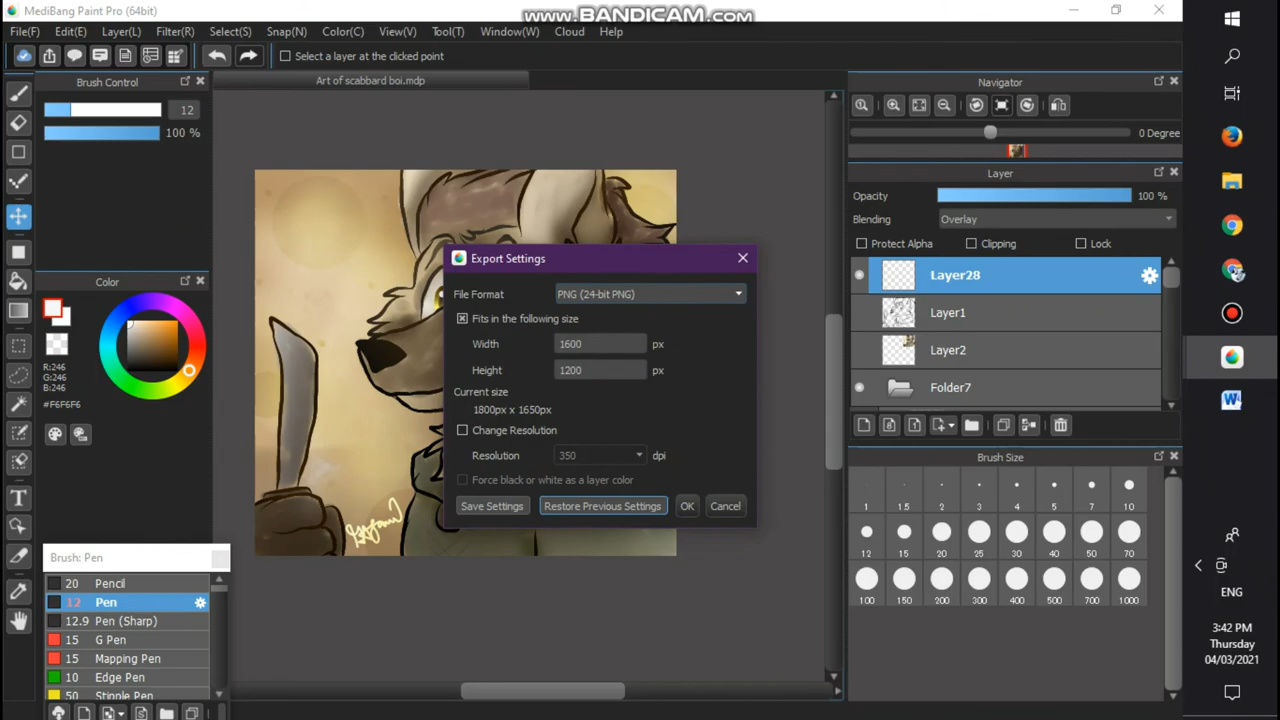 MediBang Paint Pro (64bit)
www.BANDICAM.com
File(F) Edit(E) Layer(L) Filter(R) Select(S) Snap(N) Color(C) View(V) Tool(T) Window(W) Cloud Help
Select a layer at the clicked point
Brush Control
12
100 %
Art of scabbard boi.mdp
Navigator
0 Degree
Layer
Opacity 100 %
Blending Overlay
Protect Alpha Clipping Lock
Layer28
Layer1
Layer2
Folder7
Color
R:246
G:246
B:246
#F6F6F6
Export Settings
File Format PNG (24-bit PNG)
Fits in the following size
Width 1600 px
Height 1200 px
Current size
1800px x 1650px
Change Resolution
Resolution 350 dpi
Force black or white as a layer color
Save Settings Restore Previous Settings OK Cancel
Brush Size
1 1.5 2 3 5 7 10
12 15 20 25 30 40 50 70
100 150 200 300 400 500 700 1000
Brush: Pen
20 Pencil
12 Pen
12.9 Pen (Sharp)
15 G Pen
15 Mapping Pen
10 Edge Pen
50 Stipple Pen
ENG
3:42 PM
Thursday
04/03/2021